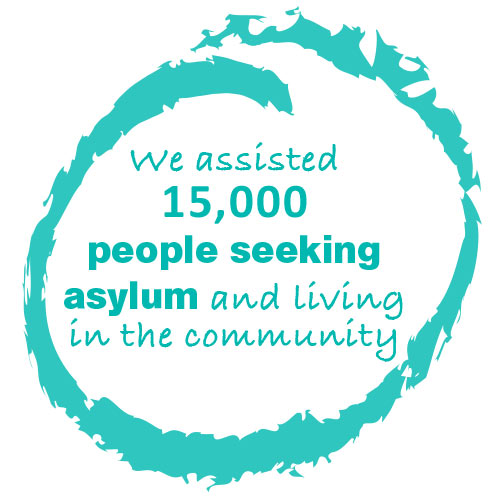 We assisted
15,000
people seeking
asylum and living
in the community